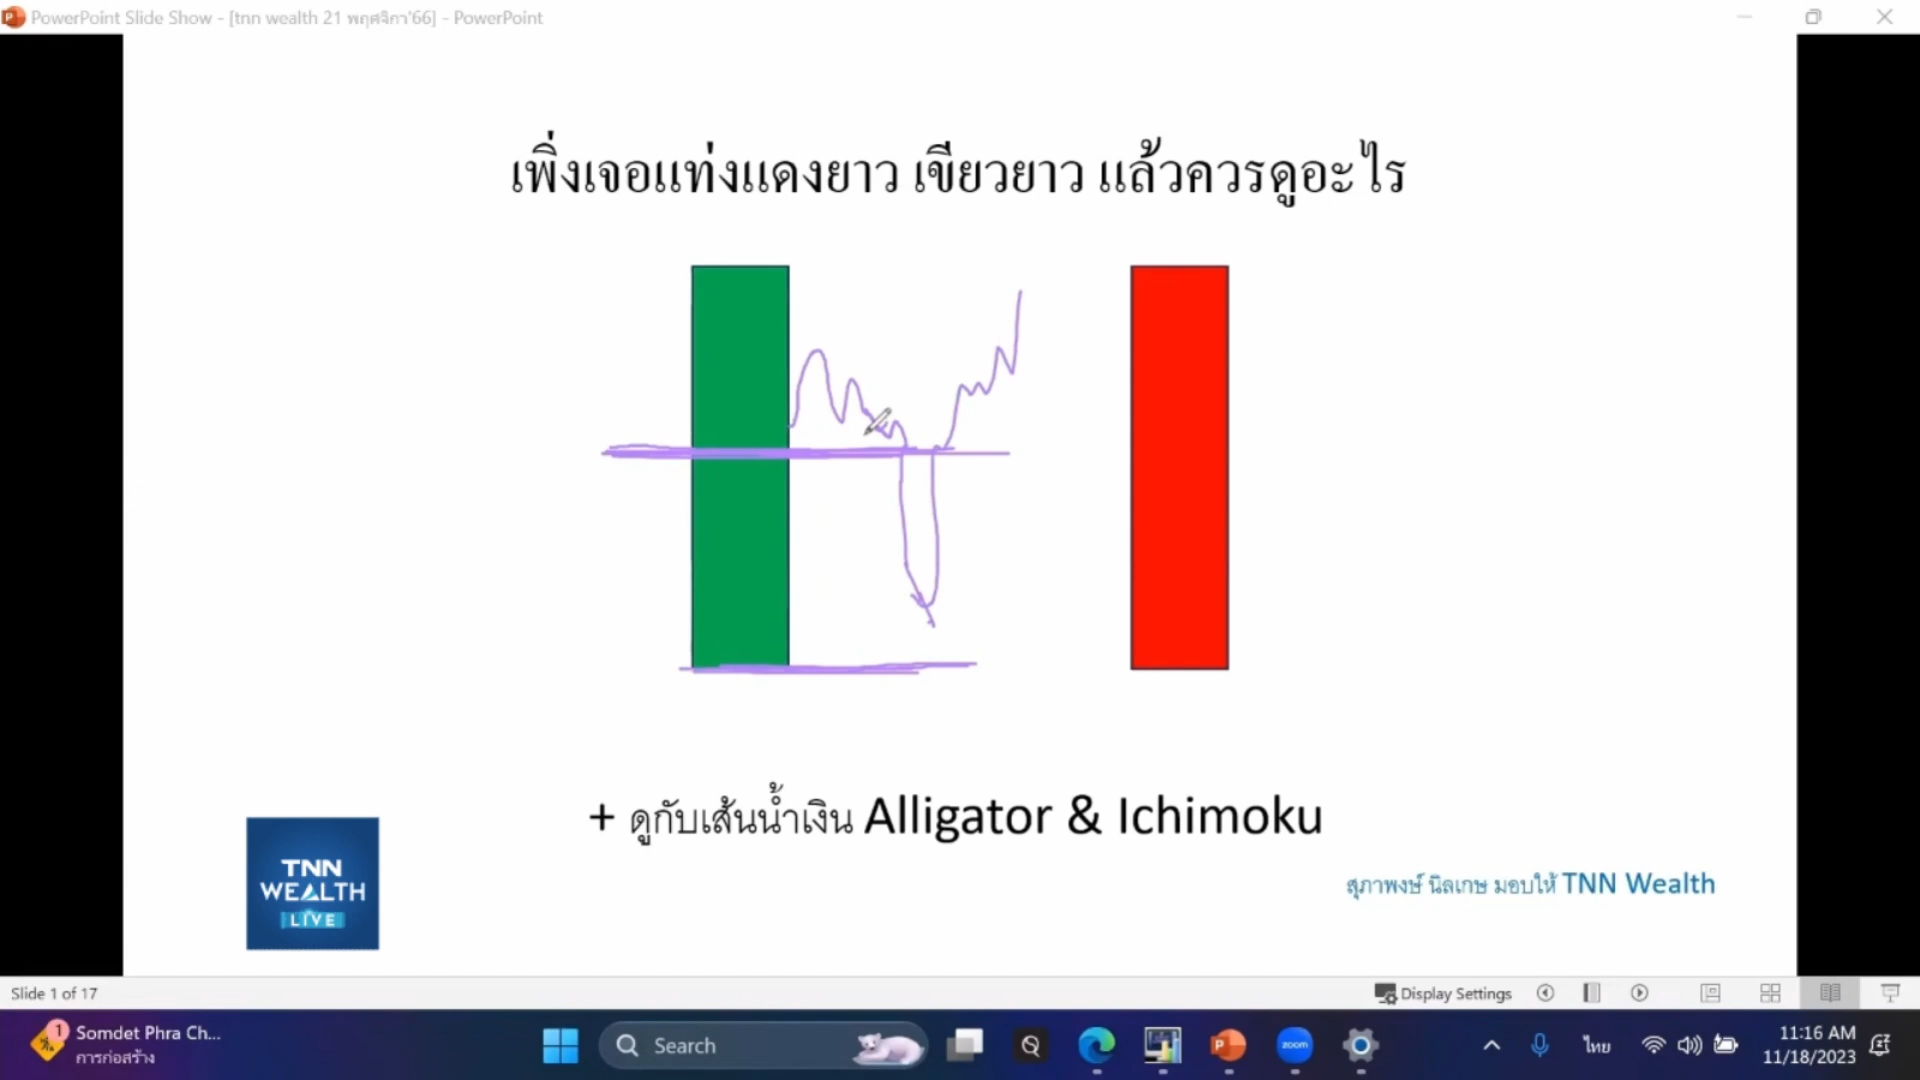 PowerPoint Slide Show - [tnn wealth 21 พฤศจิกา'66] - PowerPoint
เพิ่งเจอแท่งแดงยาว เขียวยาว แล้วควรดูอะไร
+ ดูกับเส้นน้ำเงิน Alligator & Ichimoku
TNN
WEALTH
LIVE
สุภาพงษ์ นิลเกษ มอบให้ TNN Wealth
Slide 1 of 17
Display Settings
1
Somdet Phra Ch...
การก่อสร้าง
Search
zoom
ไทย
11:16 AM
11/18/2023